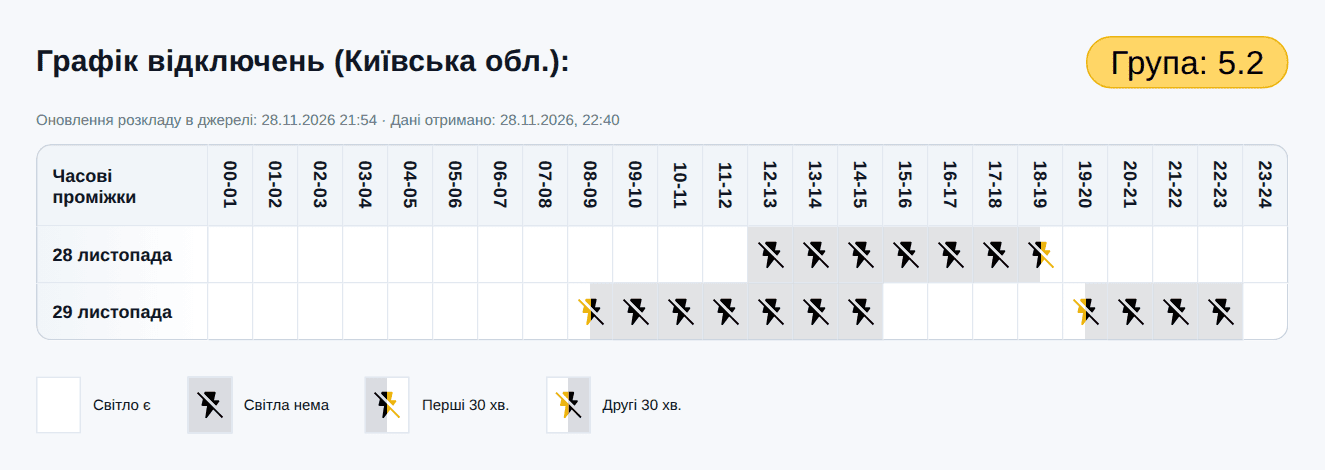 Графік відключень (Київська обл.):
Група: 5.2
Оновлення розкладу в джерелі: 28.11.2026 21:54 · Дані отримано: 28.11.2026, 22:40
Часові
проміжки
00-01
01-02
02-03
03-04
04-05
05-06
06-07
07-08
08-09
09-10
10-11
11-12
12-13
13-14
14-15
15-16
16-17
17-18
18-19
19-20
20-21
21-22
22-23
23-24
28 листопада
29 листопада
Світло є
Світла нема
Перші 30 хв.
Другі 30 хв.